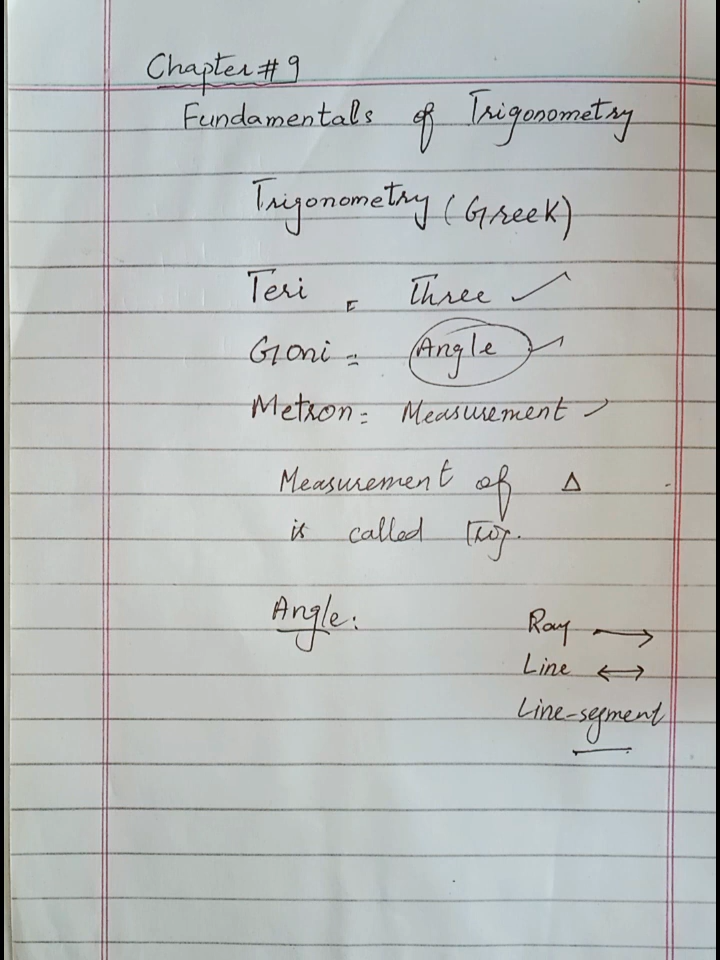 Chapter # 9
Fundamentals of Trigonometry
Trigonometry (Greek)
Teri = Three ✓
Goni = Angle ✓
Metron = Measurement ✓
Measurement of Δ
is called Trig.
Angle:
Ray →
Line ↔
Line-segment